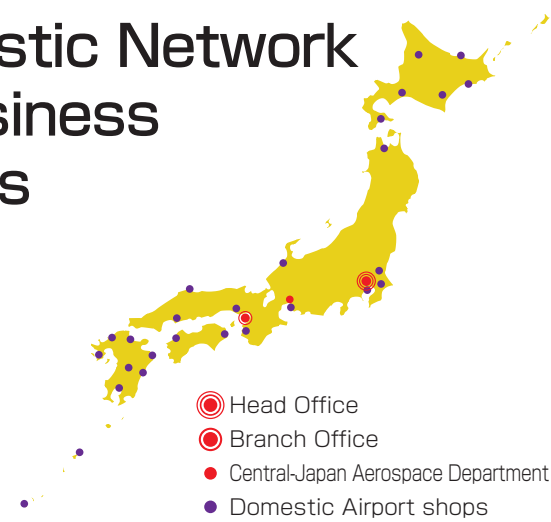 stic Network
siness
s
Head Office
Branch Office
Central-Japan Aerospace Department
Domestic Airport shops